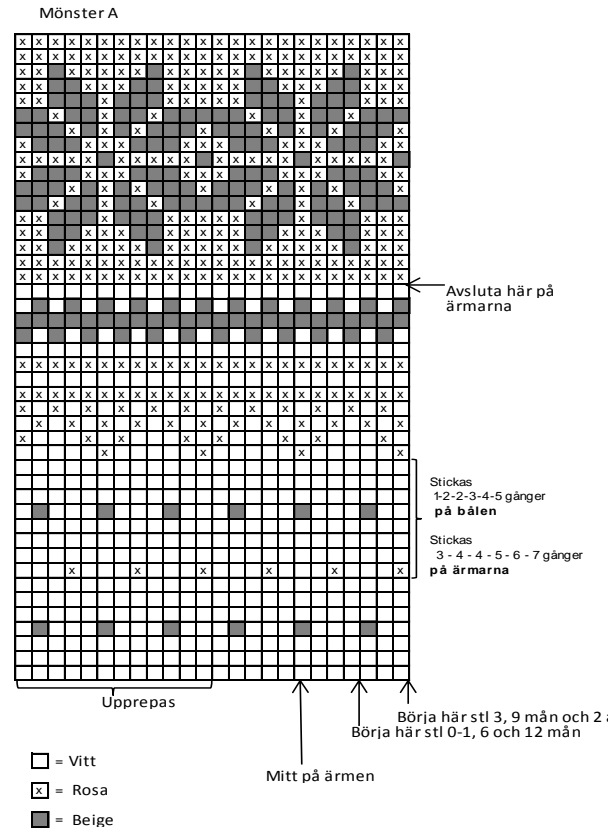 Mönster A
Avsluta här på
ärmarna
Stickas
1-2-2-3-4-5 gånger
på bålen
Stickas
3 - 4 - 4 - 5 - 6 - 7 gånger
på ärmarna
Upprepas
Börja här stl 3, 9 mån och 2 å
Börja här stl 0-1, 6 och 12 mån
Mitt på ärmen
= Vitt
x = Rosa
= Beige